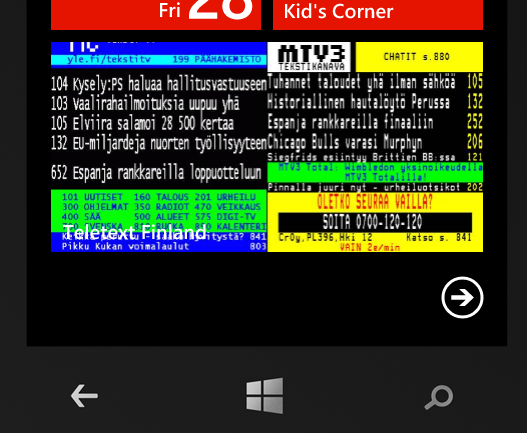 Fri 28
Kid's Corner
yle.fi/tekstitv 199 PÄÄHAKEMISTO
104 Kysely:PS haluaa hallitusvastuuseen
103 Vaalirahailmoituksia uupuu yhä
105 Elviira salamoi 28 500 kertaa
132 EU-miljardeja nuorten työllisyyteen
652 Espanja rankkareilla loppuotteluun
101 UUTISET 160 TALOUS 201 URHEILU
300 OHJELMAT 350 RADIOT 470 VEIKKAUS
400 SÄÄ 500 ALUEET 575 DIGI-TV
KALENTERI
Teletext Finland
841
Pikku Kukan voimalaulut 803
MTV3
TEKSTIKANAVA
CHATIT s.880
Tuhannet taloudet yhä ilman sähköä 105
Historiallinen hautalöytö Perussa 132
Espanja rankkareilla finaaliin 252
Chicago Bulls varasi Murphyn 206
Siegfrids esiintyy Brittien BB:ssa 121
MTV3 Total: Wimbledon yksinoikeudella
MTV3 Totalilla!
Pinnalla juuri nyt - urheiluotsikot 202
OLETKO SEURAA VAILLA?
SOITA 0700-120-120
CrOy,PL396,Hki 12 Katso s. 841
VAIN 2e/min